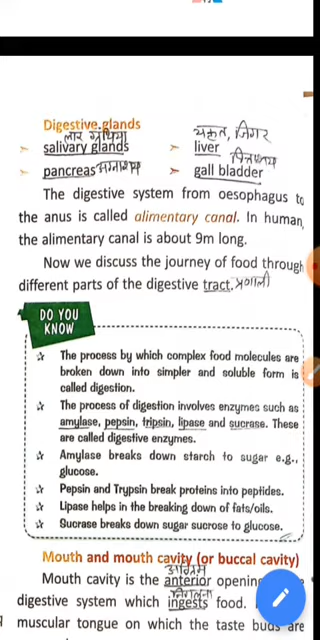 Digestive glands
लार ग्रंथियाँ
यकृत, जिगर
salivary glands
liver
पित्ताशय
pancreas अग्नाशय
gall bladder
The digestive system from oesophagus to
the anus is called alimentary canal. In human,
the alimentary canal is about 9m long.
Now we discuss the journey of food through
different parts of the digestive tract. प्रणाली
DO YOU
KNOW
The process by which complex food molecules are
broken down into simpler and soluble form is
called digestion.
The process of digestion involves enzymes such as
amylase, pepsin, tripsin, lipase and sucrase. These
are called digestive enzymes.
Amylase breaks down starch to sugar e.g.,
glucose.
Pepsin and Trypsin break proteins into peptides.
Lipase helps in the breaking down of fats/oils.
Sucrase breaks down sugar sucrose to glucose.
Mouth and mouth cavity (or buccal cavity)
अग्रिम
Mouth cavity is the anterior opening
निगलना
digestive system which ingests food.
muscular tongue on which the taste buds are